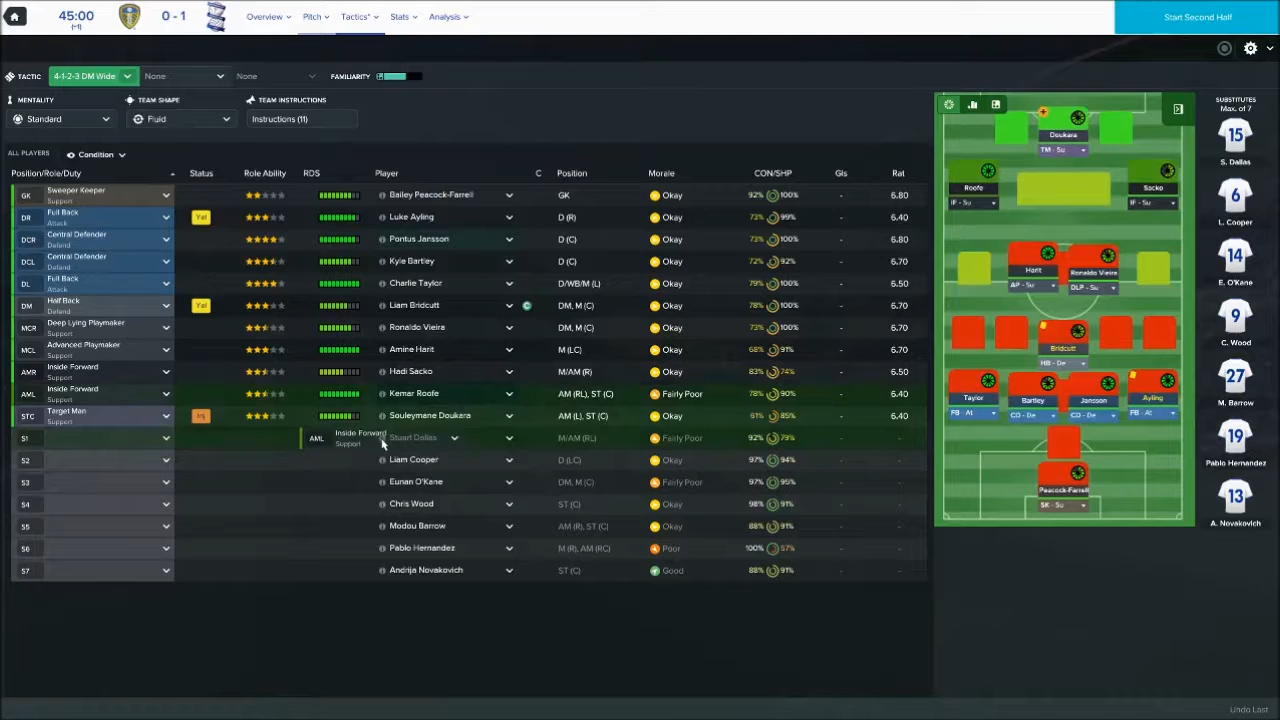 45:00 0 - 1 Overview Pitch Tactics* Stats Analysis Start Second Half
(+1)
TACTIC 4-1-2-3 DM Wide None None FAMILIARITY
MENTALITY TEAM SHAPE TEAM INSTRUCTIONS
Standard Fluid Instructions (11)
ALL PLAYERS Condition
Position/Role/Duty Status Role Ability RDS Player C Position Morale CON/SHP Gls Rat
GK Sweeper Keeper Support Bailey Peacock-Farrell GK Okay 92% 100% - 6.80
DR Full Back Attack Yel Luke Ayling D (R) Okay 73% 99% - 6.40
DCR Central Defender Defend Pontus Jansson D (C) Okay 73% 100% - 6.80
DCL Central Defender Defend Kyle Bartley D (C) Okay 72% 92% - 6.70
DL Full Back Attack Charlie Taylor D/WB/M (L) Okay 79% 100% - 6.50
DM Half Back Defend Yel Liam Bridcutt C DM, M (C) Okay 78% 100% - 6.70
MCR Deep Lying Playmaker Support Ronaldo Vieira DM, M (C) Okay 73% 100% - 6.70
MCL Advanced Playmaker Support Amine Harit M (LC) Okay 68% 91% - 6.70
AMR Inside Forward Support Hadi Sacko M/AM (R) Okay 83% 74% - 6.50
AML Inside Forward Support Kemar Roofe AM (RL), ST (C) Fairly Poor 78% 90% - 6.40
STC Target Man Support Inj Souleymane Doukara AM (L), ST (C) Okay 61% 85% - 6.40
S1 AML Inside Forward Support Stuart Dallas M/AM (RL) Fairly Poor 92% 79% - -
S2 Liam Cooper D (LC) Okay 97% 94% - -
S3 Eunan O'Kane DM, M (C) Fairly Poor 97% 95% - -
S4 Chris Wood ST (C) Okay 98% 91% - -
S5 Modou Barrow AM (R), ST (C) Okay 88% 91% - -
S6 Pablo Hernandez M (R), AM (RC) Poor 100% 57% - -
S7 Andrija Novakovich ST (C) Good 88% 91% - -
Doukara
TM - Su
Roofe Sacko
IF - Su IF - Su
Harit Ronaldo Vieira
AP - Su DLP - Su
Bridcutt
HB - De
Taylor Bartley Jansson Ayling
FB - At CD - De CD - De FB - At
Peacock-Farrell
SK - Su
SUBSTITUTES
Max. of 7
15
S. Dallas
6
L. Cooper
14
E. O'Kane
9
C. Wood
27
M. Barrow
19
Pablo Hernandez
13
A. Novakovich
Undo Last